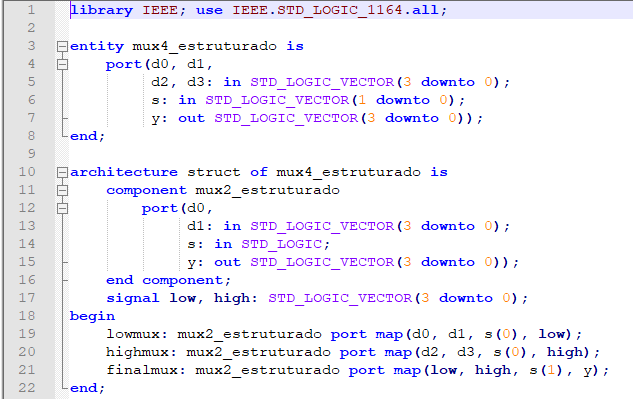 1 library IEEE; use IEEE.STD_LOGIC_1164.all;
2
3 entity mux4_estruturado is
4     port(d0, d1,
5          d2, d3: in STD_LOGIC_VECTOR(3 downto 0);
6          s: in STD_LOGIC_VECTOR(1 downto 0);
7          y: out STD_LOGIC_VECTOR(3 downto 0));
8 end;
9
10 architecture struct of mux4_estruturado is
11     component mux2_estruturado
12         port(d0,
13              d1: in STD_LOGIC_VECTOR(3 downto 0);
14              s: in STD_LOGIC;
15              y: out STD_LOGIC_VECTOR(3 downto 0));
16     end component;
17     signal low, high: STD_LOGIC_VECTOR(3 downto 0);
18 begin
19     lowmux: mux2_estruturado port map(d0, d1, s(0), low);
20     highmux: mux2_estruturado port map(d2, d3, s(0), high);
21     finalmux: mux2_estruturado port map(low, high, s(1), y);
22 end;